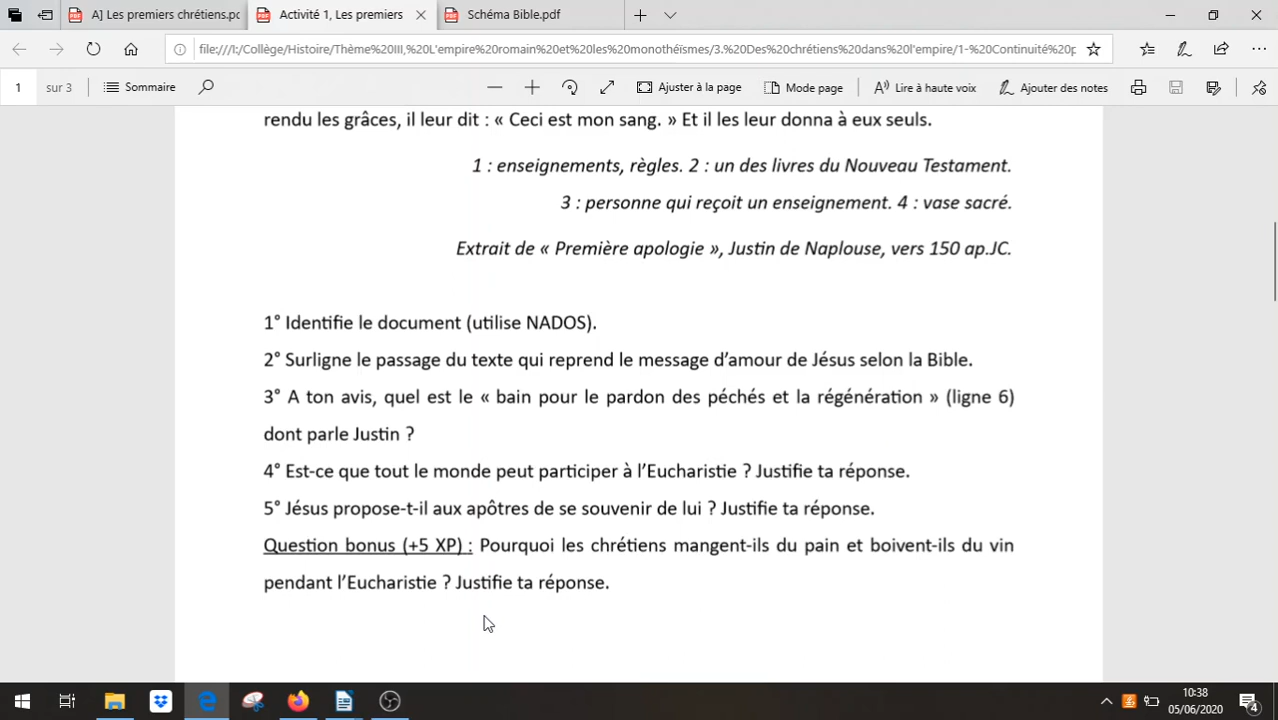 A] Les premiers chrétiens.pc
Activité 1, Les premiers
Schéma Bible.pdf
file:///I:/Collège/Histoire/Thème%20III,%20L'empire%20romain%20et%20les%20monothéïsmes/3.%20Des%20chrétiens%20dans%20l'empire/1-%20Continuité%20p
1 sur 3 Sommaire Ajuster à la page Mode page Lire à haute voix Ajouter des notes
rendu les grâces, il leur dit : « Ceci est mon sang. » Et il les leur donna à eux seuls.
1 : enseignements, règles. 2 : un des livres du Nouveau Testament.
3 : personne qui reçoit un enseignement. 4 : vase sacré.
Extrait de « Première apologie », Justin de Naplouse, vers 150 ap.JC.
1° Identifie le document (utilise NADOS).
2° Surligne le passage du texte qui reprend le message d’amour de Jésus selon la Bible.
3° A ton avis, quel est le « bain pour le pardon des péchés et la régénération » (ligne 6)
dont parle Justin ?
4° Est-ce que tout le monde peut participer à l’Eucharistie ? Justifie ta réponse.
5° Jésus propose-t-il aux apôtres de se souvenir de lui ? Justifie ta réponse.
Question bonus (+5 XP) : Pourquoi les chrétiens mangent-ils du pain et boivent-ils du vin
pendant l’Eucharistie ? Justifie ta réponse.
10:38
05/06/2020
4